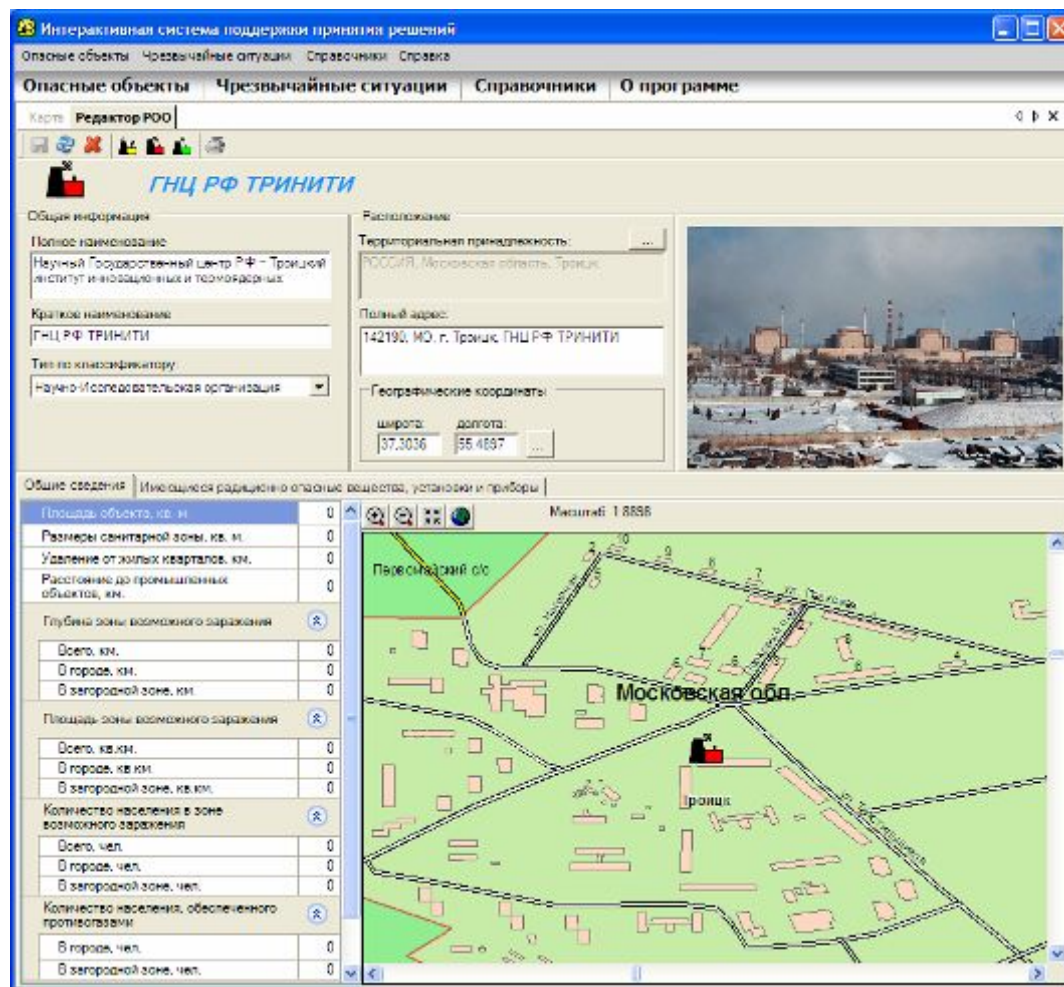 Интерактивная система поддержки принятия решений
Опасные объекты Чрезвычайные ситуации Справочники Справка
Опасные объекты Чрезвычайные ситуации Справочники О программе
Карта Редактор РОО
ГНЦ РФ ТРИНИТИ
Общая информация
Полное наименование
Научный Государственный центр РФ - Троицкий
институт инновационных и термоядерных
Краткое наименование
ГНЦ РФ ТРИНИТИ
Тип по классификатору:
Научно-Исследовательская организация
Расположение
Территориальная принадлежность:
...
РОССИЯ, Московская область, Троицк
Полный адрес:
142190, МО, г. Троицк, ГНЦ РФ ТРИНИТИ
Географические координаты
широта: долгота:
37,3036 55,4897 ...
Общие сведения Имеющиеся радиционно опасные вещества, установки и приборы
Площадь объекта, кв. м. 0
Размеры санитарной зоны, кв. м. 0
Удаление от жилых кварталов, км. 0
Расстояние до промышленных
объектов, км. 0
Глубина зоны возможного заражения
Всего, км. 0
В городе, км. 0
В загородной зоне, км. 0
Площадь зоны возможного заражения
Всего, кв.км. 0
В городе, кв.км. 0
В загородной зоне, кв.км. 0
Количество населения в зоне
возможного заражения
Всего, чел. 0
В городе, чел. 0
В загородной зоне, чел. 0
Количество населения, обеспеченного
противогазами
В городе, чел. 0
В загородной зоне, чел. 0
Масштаб 1:8898
Первомайский с/о
2
10
9
8
7
6
4
Московская обл.
Троицк